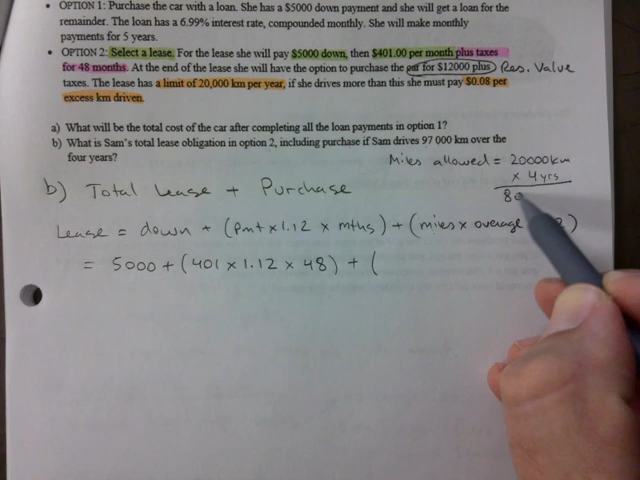 • OPTION 1: Purchase the car with a loan. She has a $5000 down payment and she will get a loan for the
remainder. The loan has a 6.99% interest rate, compounded monthly. She will make monthly
payments for 5 years.
• OPTION 2: Select a lease. For the lease she will pay $5000 down, then $401.00 per month plus taxes
for 48 months. At the end of the lease she will have the option to purchase the car for $12000 plus Res. Value
taxes. The lease has a limit of 20,000 km per year, if she drives more than this she must pay $0.08 per
excess km driven.
a) What will be the total cost of the car after completing all the loan payments in option 1?
b) What is Sam's total lease obligation in option 2, including purchase if Sam drives 97 000 km over the
four years?
Miles allowed = 20000km
x 4 yrs
80
b) Total Lease + Purchase
Lease = down + (pmt x 1.12 x mths) + (miles x overage 2)
= 5000 + (401 x 1.12 x 48) + (